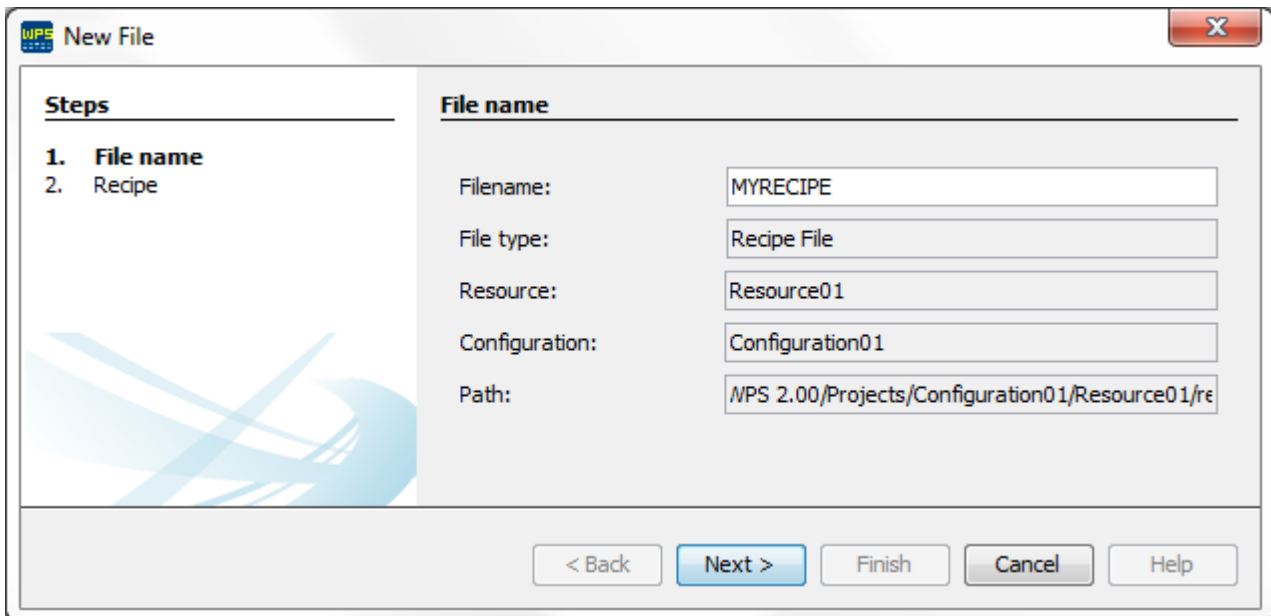 WPS New File
X
Steps
1. File name
2. Recipe
File name
Filename: MYRECIPE
File type: Recipe File
Resource: Resource01
Configuration: Configuration01
Path: WPS 2.00/Projects/Configuration01/Resource01/re
< Back Next > Finish Cancel Help